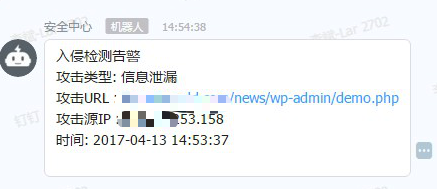 安全中心 机器人 14:54:38
入侵检测告警
攻击类型: 信息泄漏
攻击URL : /news/wp-admin/demo.php
攻击源IP : 253.158
时间: 2017-04-13 14:53:37